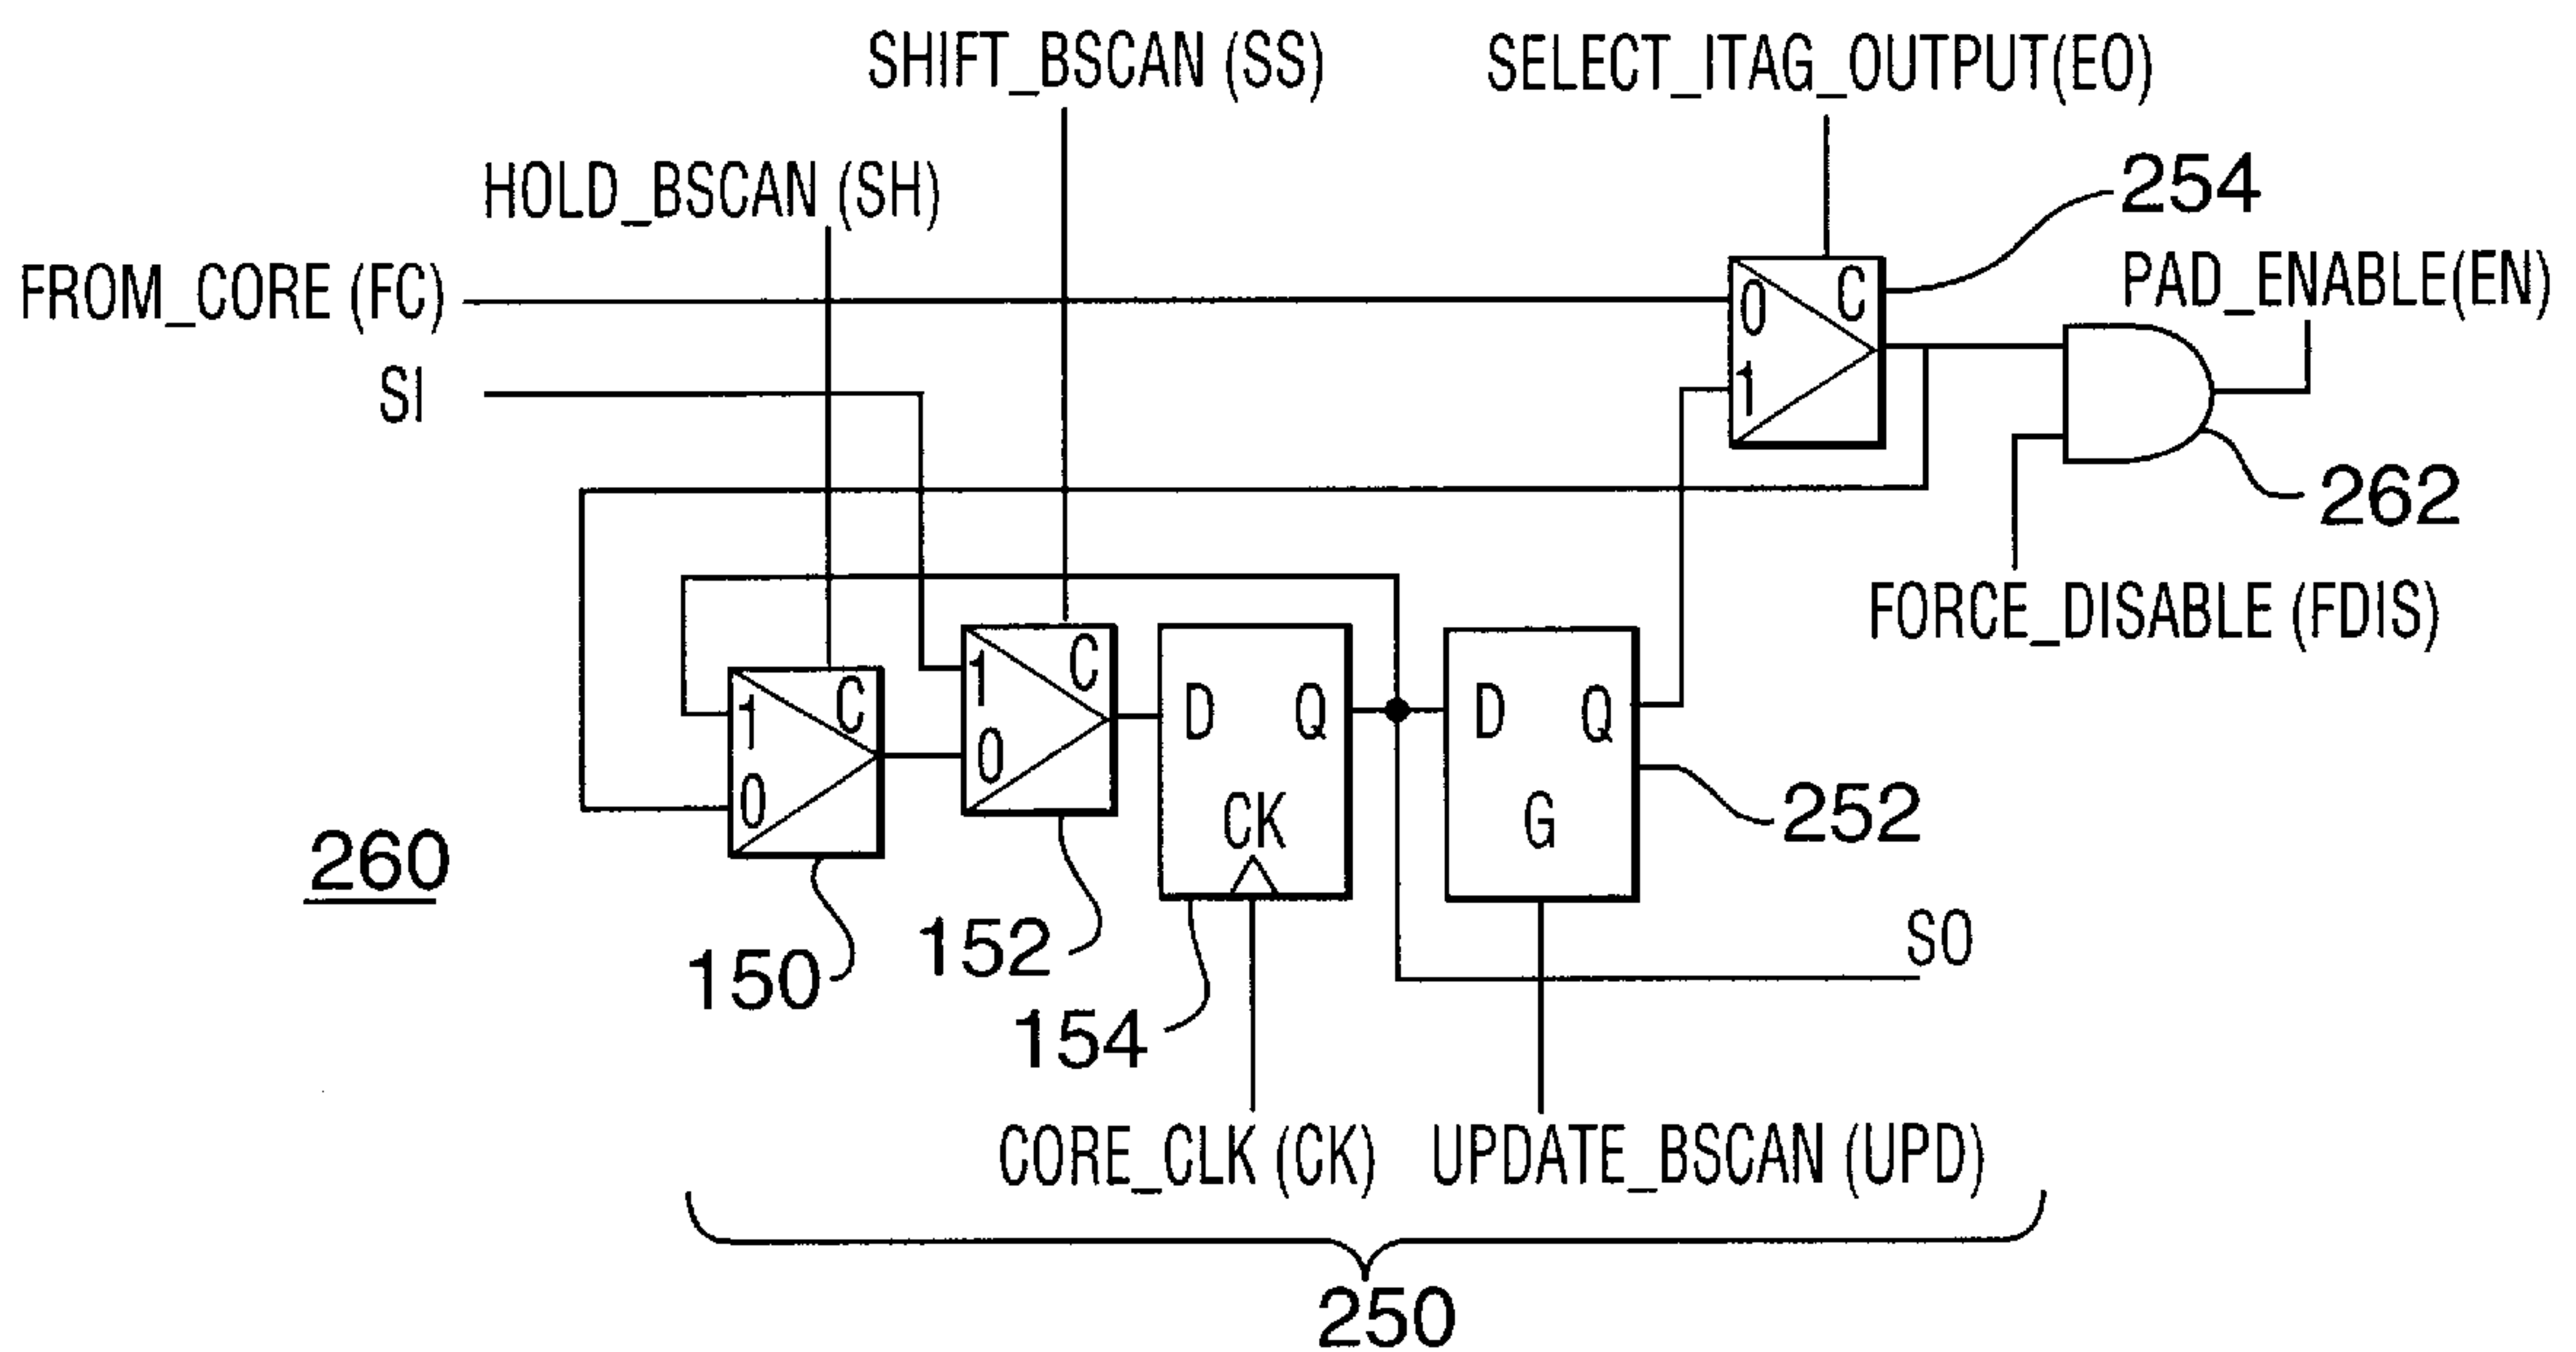 SHIFT_BSCAN (SS)
SELECT_ITAG_OUTPUT(EO)
HOLD_BSCAN (SH)
254
FROM_CORE (FC)
PAD_ENABLE(EN)
0 C
SI
1
262
FORCE_DISABLE (FDIS)
1 C
0
1 C
0
D Q
CK
D Q
G
252
260
150
152
154
SO
CORE_CLK (CK)
UPDATE_BSCAN (UPD)
250